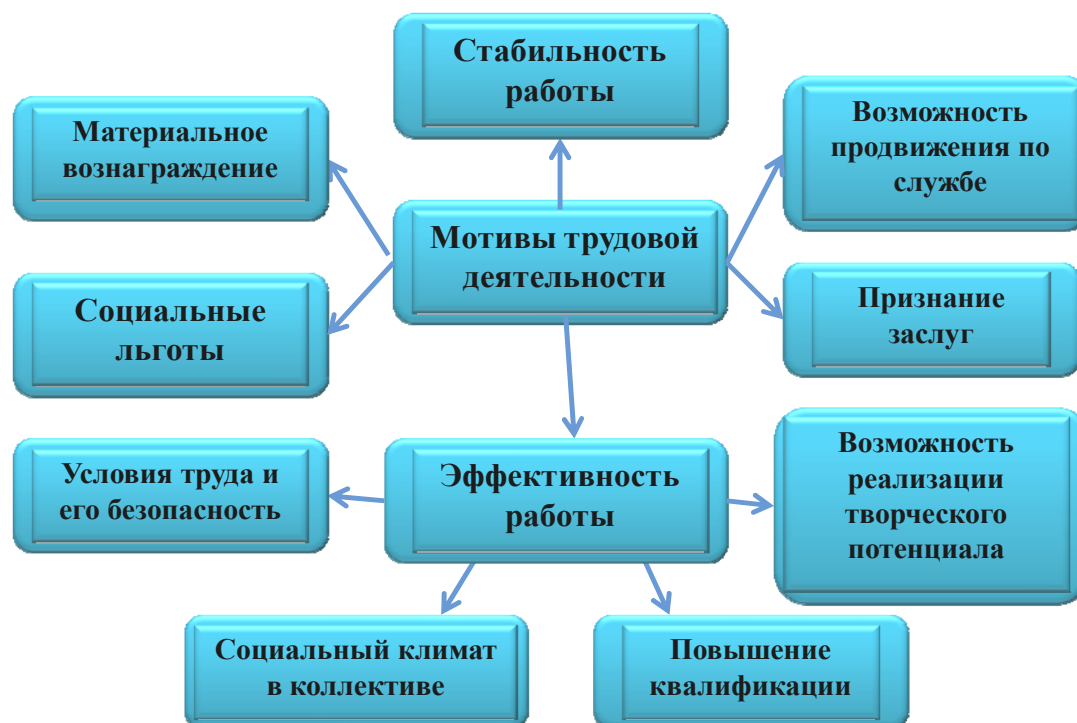 Стабильность
работы
Материальное
вознаграждение
Возможность
продвижения по
службе
Мотивы трудовой
деятельности
Социальные
льготы
Признание
заслуг
Условия труда и
его безопасность
Эффективность
работы
Возможность
реализации
творческого
потенциала
Социальный климат
в коллективе
Повышение
квалификации